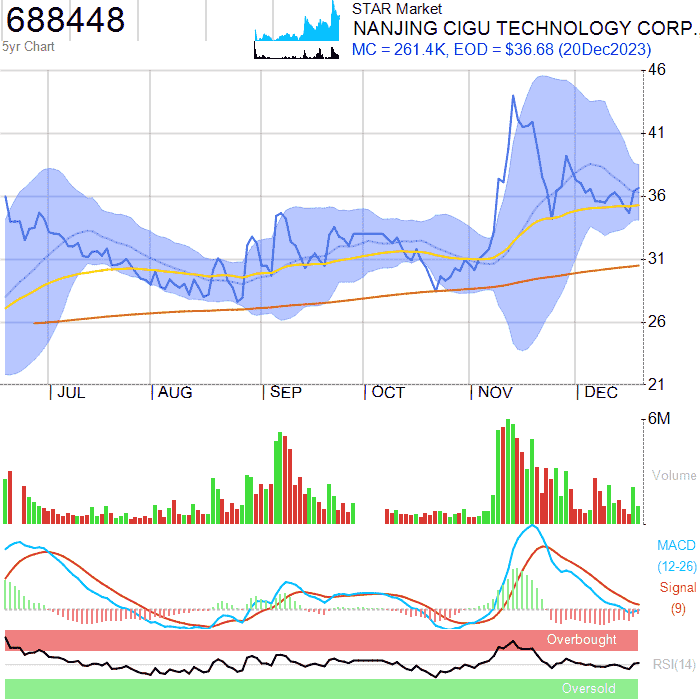 688448
5yr Chart
STAR Market
NANJING CIGU TECHNOLOGY CORP.
MC = 261.4K, EOD = $36.68 (20Dec2023)
46
41
36
31
26
21
JUL AUG SEP OCT NOV DEC
6M
Volume
MACD
(12-26)
Signal
(9)
Overbought
RSI(14)
Oversold